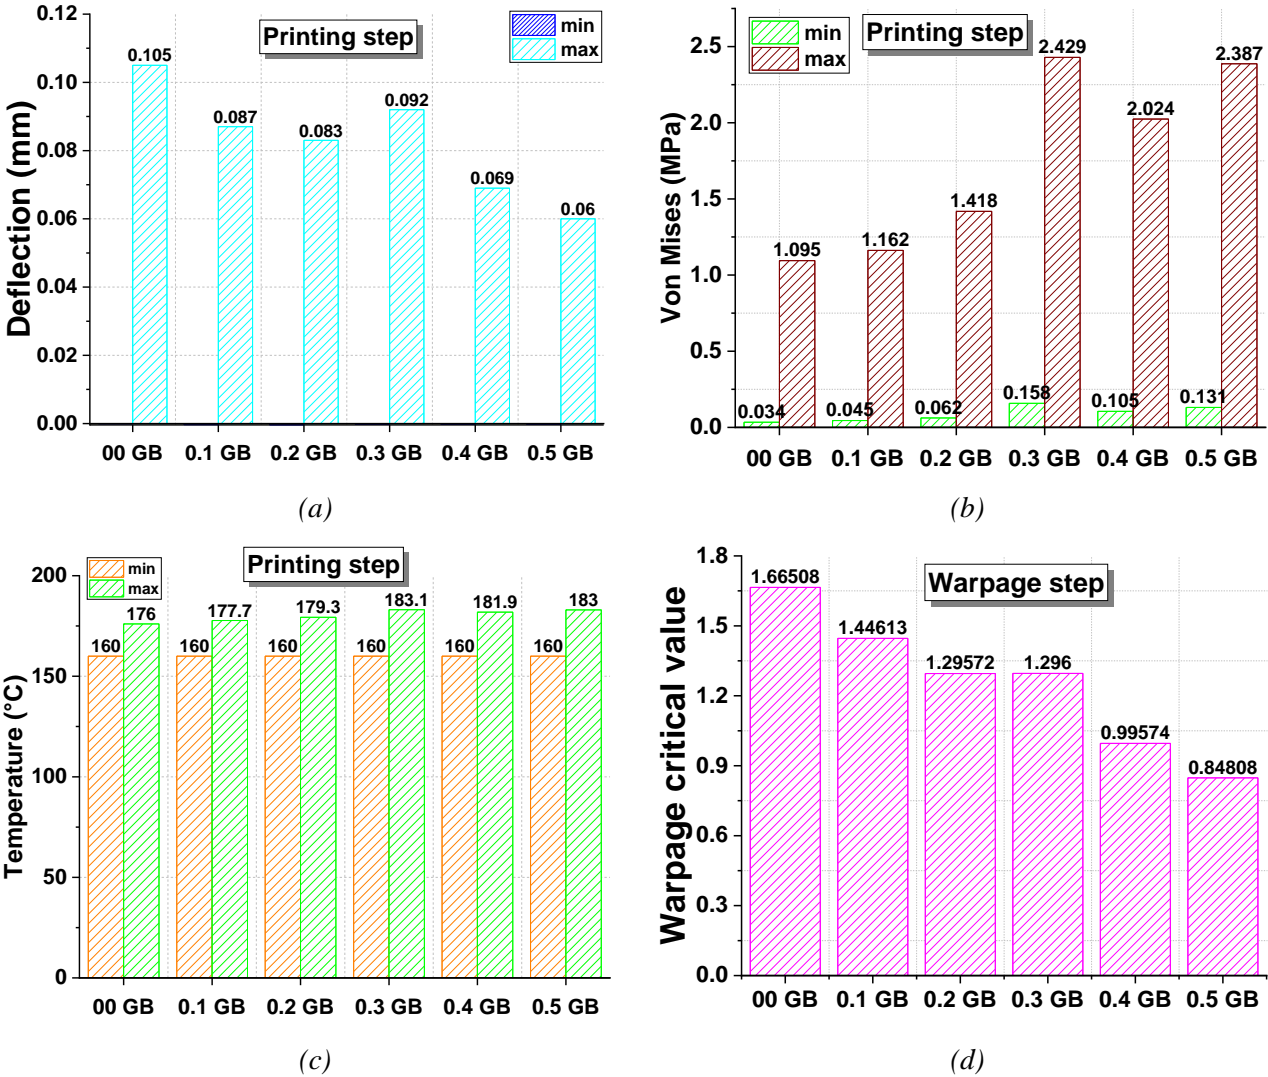 Printing step
min
max
Deflection (mm)
0.12
0.10
0.08
0.06
0.04
0.02
0.00
0.105
0.087
0.083
0.092
0.069
0.06
00 GB 0.1 GB 0.2 GB 0.3 GB 0.4 GB 0.5 GB
(a)
Printing step
min
max
Von Mises (MPa)
2.5
2.0
1.5
1.0
0.5
0.0
0.034
1.095
0.045
1.162
0.062
1.418
0.158
2.429
0.105
2.024
0.131
2.387
00 GB 0.1 GB 0.2 GB 0.3 GB 0.4 GB 0.5 GB
(b)
Printing step
min
max
Temperature (°C)
200
150
100
50
0
160
176
160
177.7
160
179.3
160
183.1
160
181.9
160
183
00 GB 0.1 GB 0.2 GB 0.3 GB 0.4 GB 0.5 GB
(c)
Warpage step
Warpage critical value
1.8
1.5
1.2
0.9
0.6
0.3
0.0
1.66508
1.44613
1.29572
1.296
0.99574
0.84808
00 GB 0.1 GB 0.2 GB 0.3 GB 0.4 GB 0.5 GB
(d)